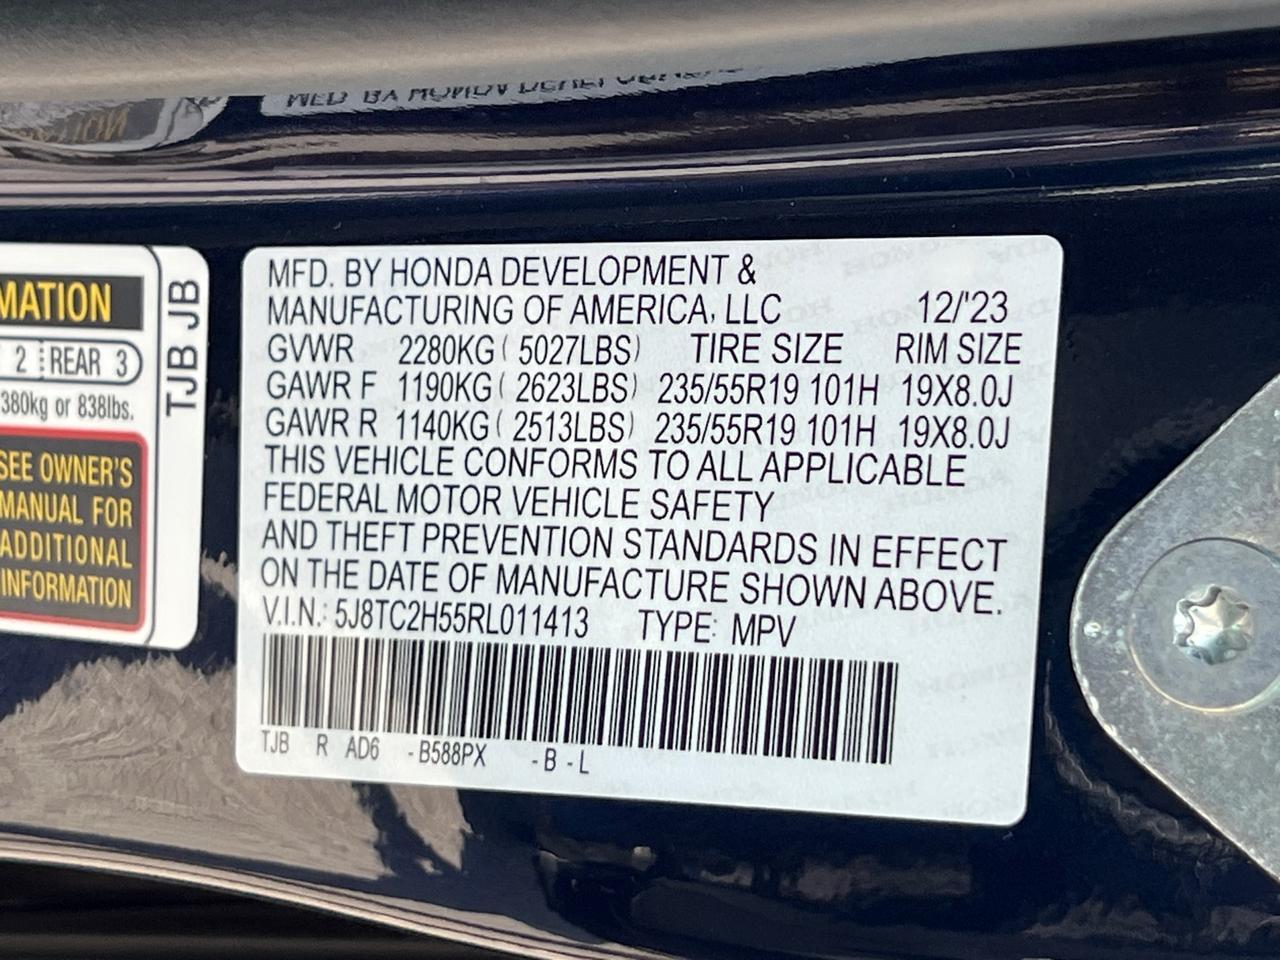 MATION
2 REAR 3
380kg or 838lbs.
SEE OWNER'S
MANUAL FOR
ADDITIONAL
INFORMATION
TJB JB
MFD. BY HONDA DEVELOPMENT &
MANUFACTURING OF AMERICA, LLC 12/'23
GVWR 2280KG ( 5027LBS) TIRE SIZE RIM SIZE
GAWR F 1190KG ( 2623LBS) 235/55R19 101H 19X8.0J
GAWR R 1140KG ( 2513LBS) 235/55R19 101H 19X8.0J
THIS VEHICLE CONFORMS TO ALL APPLICABLE
FEDERAL MOTOR VEHICLE SAFETY
AND THEFT PREVENTION STANDARDS IN EFFECT
ON THE DATE OF MANUFACTURE SHOWN ABOVE.
V.I.N.: 5J8TC2H55RL011413 TYPE: MPV
TJB R AD6 -B588PX -B -L